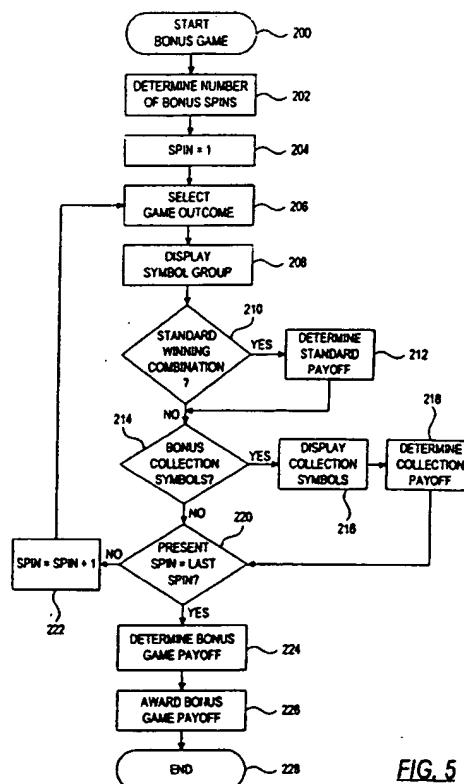 START
BONUS GAME
200
DETERMINE NUMBER
OF BONUS SPINS
202
SPIN = 1
204
SELECT
GAME OUTCOME
206
DISPLAY
SYMBOL GROUP
208
210
STANDARD
WINNING
COMBINATION
?
YES
DETERMINE
STANDARD
PAYOFF
212
NO
214
BONUS
COLLECTION
SYMBOLS?
YES
DISPLAY
COLLECTION
SYMBOLS
216
218
DETERMINE
COLLECTION
PAYOFF
NO
220
PRESENT
SPIN = LAST
SPIN?
NO
SPIN = SPIN + 1
222
YES
DETERMINE BONUS
GAME PAYOFF
224
AWARD BONUS
GAME PAYOFF
226
END
228
FIG. 5